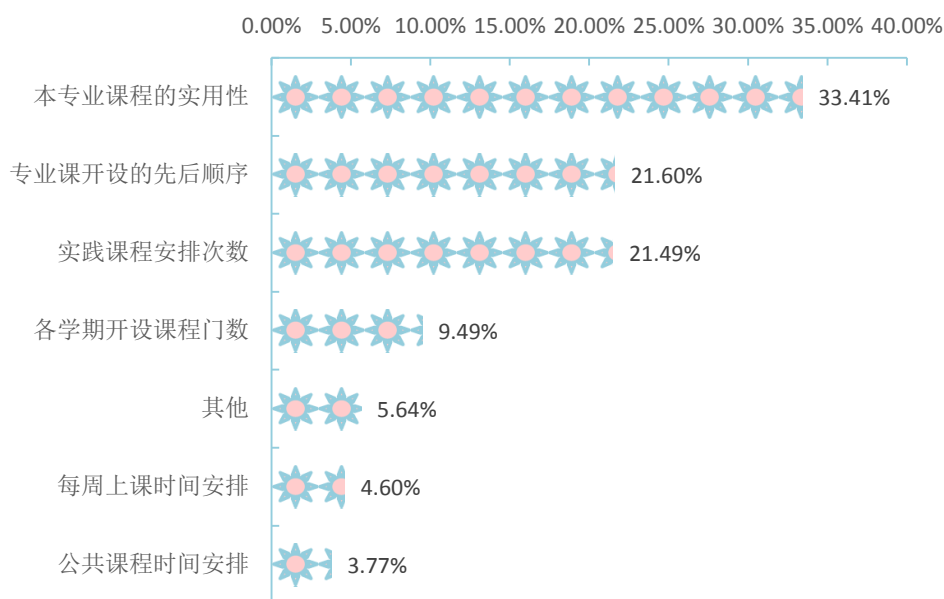 0.00% 5.00% 10.00% 15.00% 20.00% 25.00% 30.00% 35.00% 40.00%
本专业课程的实用性 33.41%
专业课开设的先后顺序 21.60%
实践课程安排次数 21.49%
各学期开设课程门数 9.49%
其他 5.64%
每周上课时间安排 4.60%
公共课程时间安排 3.77%